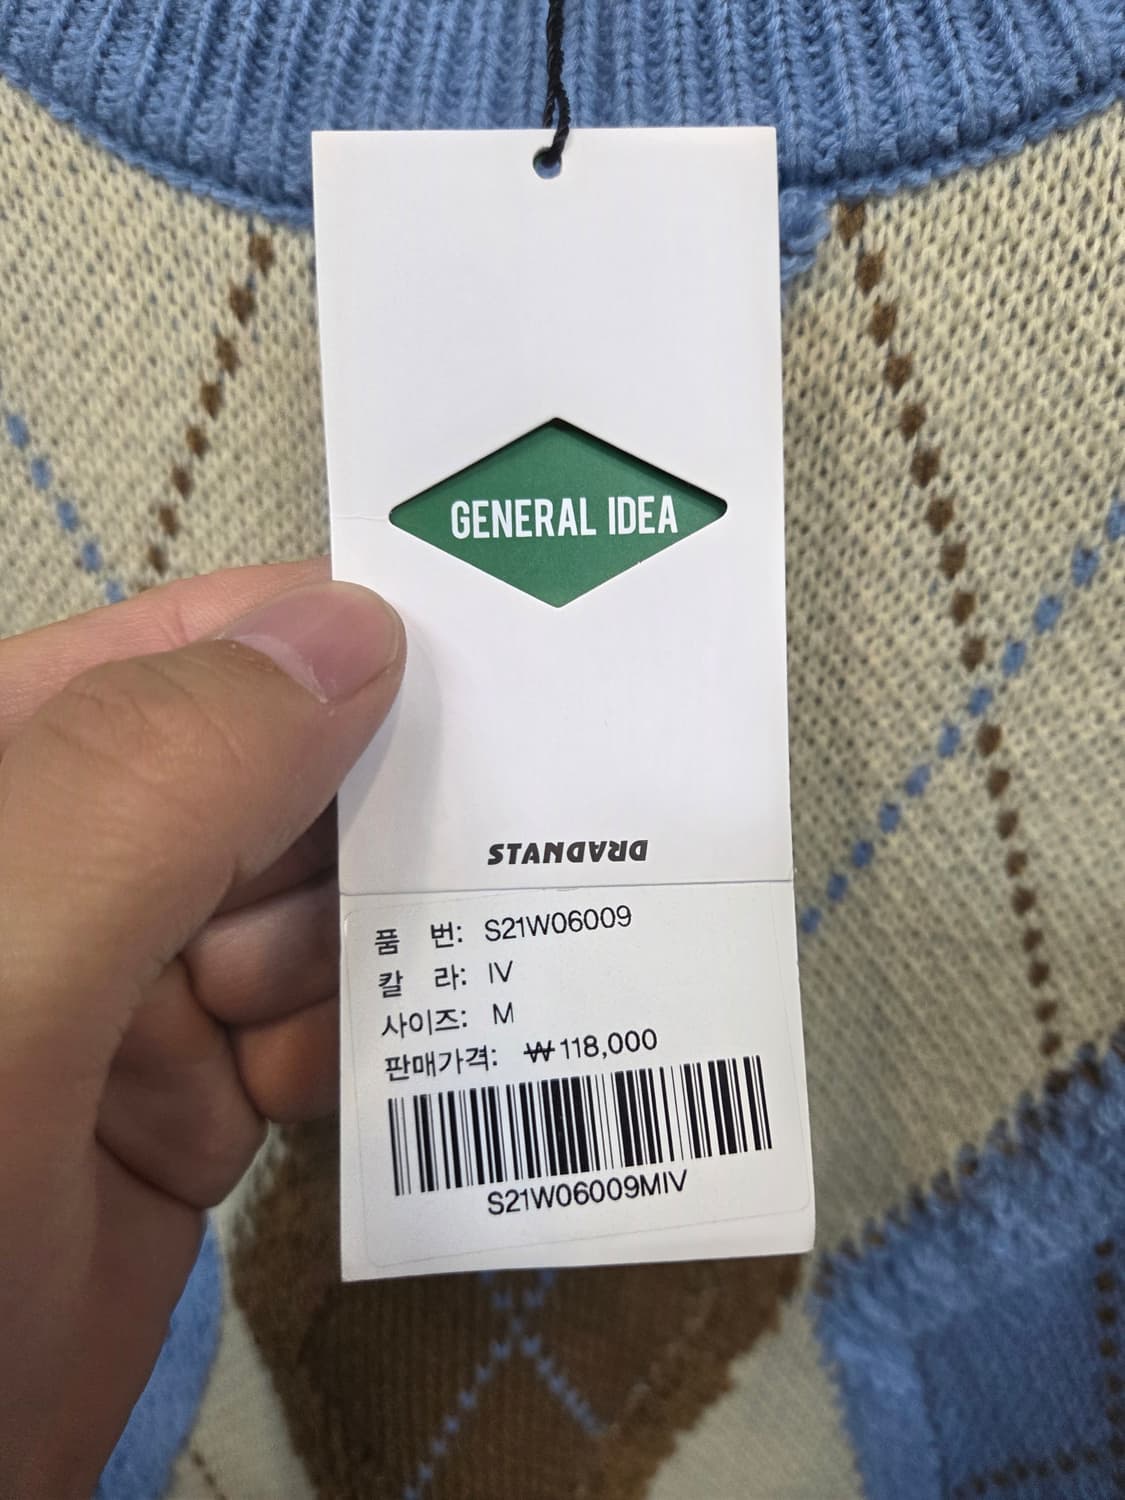 GENERAL IDEA
STANDARD
품 번: S21W06009
칼 라: IV
사이즈: M
판매가격: ₩118,000
S21W06009MIV